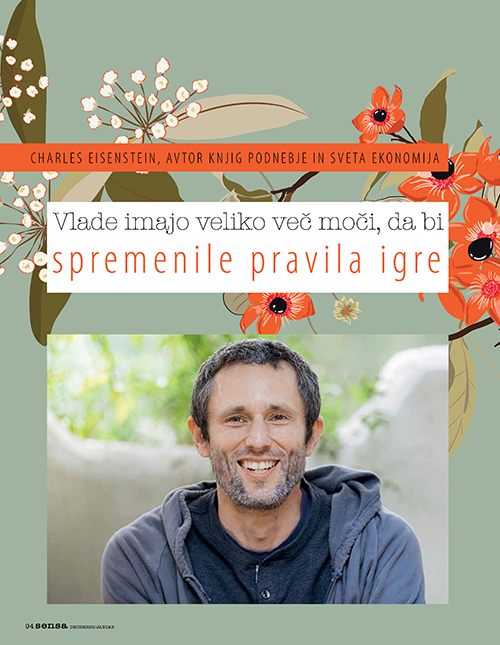 CHARLES EISENSTEIN, AVTOR KNJIG PODNEBJE IN SVETA EKONOMIJA
Vlade imajo veliko več moči, da bi
spremenile pravila igre
94 sensa DECEMBER/JANUAR